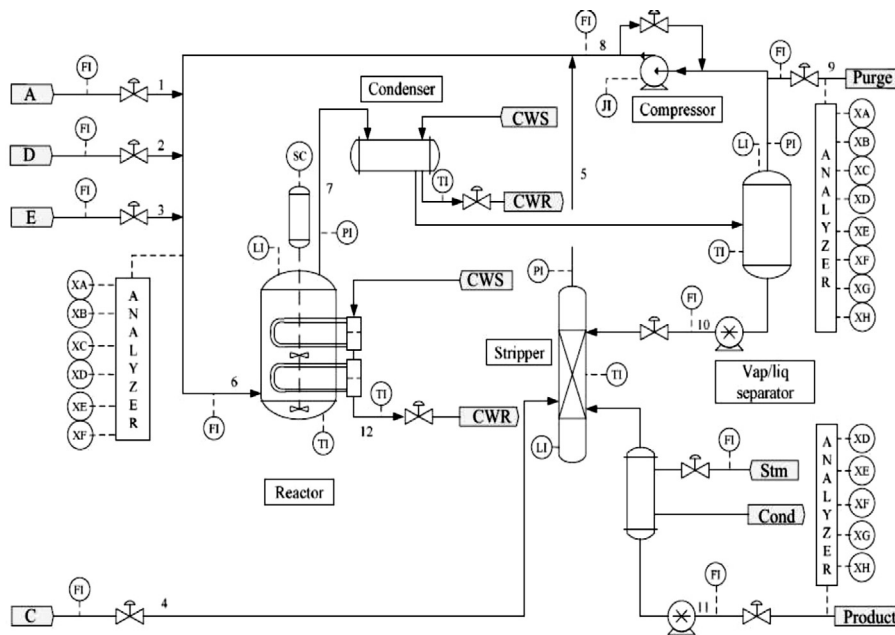 FI
8
FI
9
Purge
A
FI
1
Condenser
JI
Compressor
CWS
XA
XB
XC
XD
XE
XF
XG
XH
ANALYZER
D
FI
2
SC
TI
5
LI
PI
CWR
E
FI
3
7
PI
LI
TI
PI
CWS
XA
XB
XC
XD
XE
XF
ANALYZER
FI
10
Stripper
TI
Vap/liq
separator
6
FI
TI
12
CWR
TI
LI
Reactor
FI
Stm
Cond
XD
XE
XF
XG
XH
ANALYZER
C
FI
4
FI
11
Product